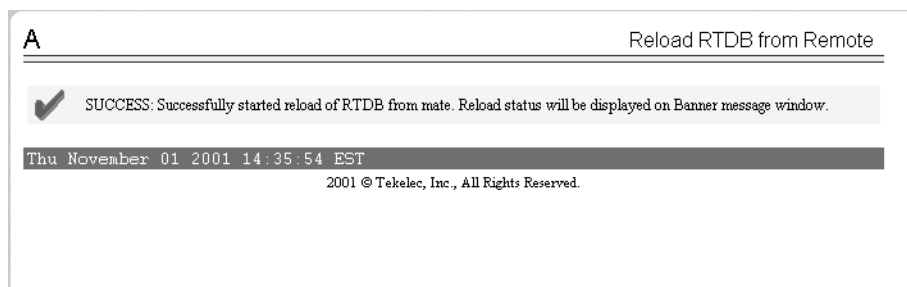 A
Reload RTDB from Remote
SUCCESS: Successfully started reload of RTDB from mate. Reload status will be displayed on Banner message window.
Thu November 01 2001 14:35:54 EST
2001 © Tekelec, Inc., All Rights Reserved.